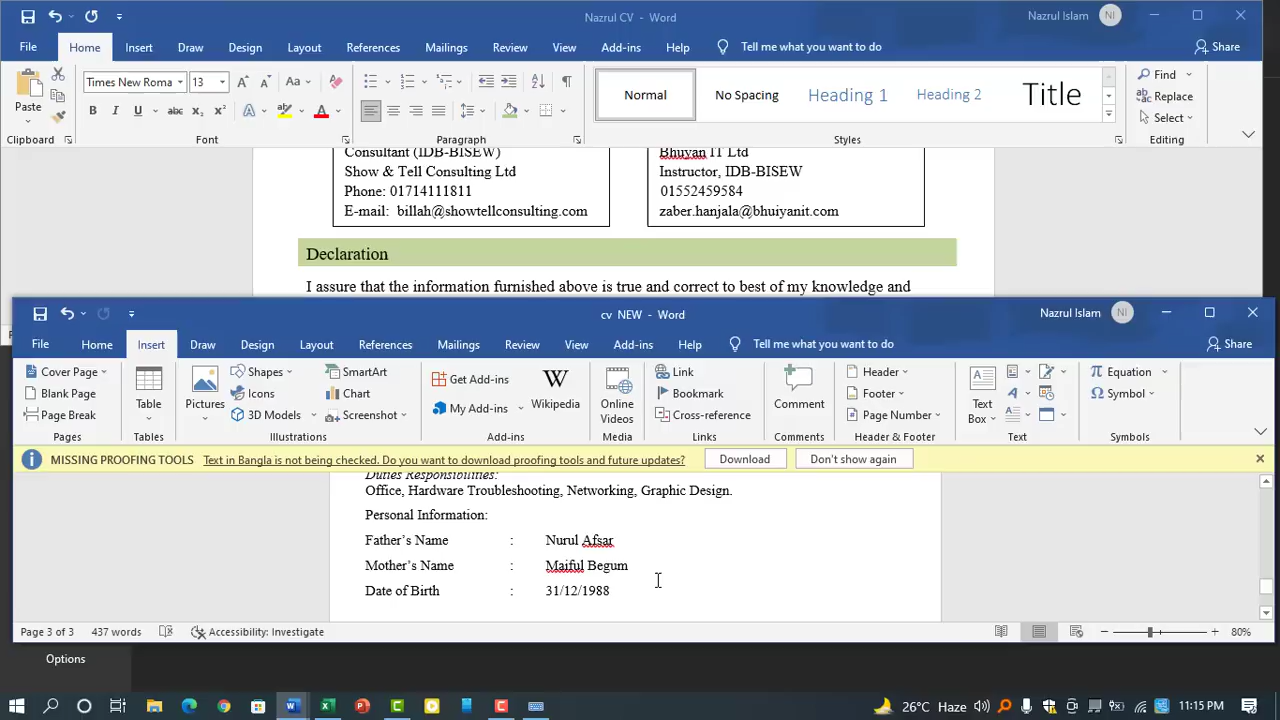 Nazrul CV - Word
Nazrul Islam NI
File Home Insert Draw Design Layout References Mailings Review View Add-ins Help Tell me what you want to do Share
Paste
Times New Roma 13 Aa
B I U abc x₂ x² A A
Normal No Spacing Heading 1 Heading 2 Title
Find
Replace
Select
Clipboard Font Paragraph Styles Editing
Consultant (IDB-BISEW)
Show & Tell Consulting Ltd
Phone: 01714111811
E-mail: billah@showtellconsulting.com
Bhuyan IT Ltd
Instructor, IDB-BISEW
01552459584
zaber.hanjala@bhuiyanit.com
Declaration
I assure that the information furnished above is true and correct to best of my knowledge and
cv NEW - Word
Nazrul Islam NI
File Home Insert Draw Design Layout References Mailings Review View Add-ins Help Tell me what you want to do Share
Cover Page
Blank Page
Page Break
Table
Pictures
Shapes
Icons
3D Models
SmartArt
Chart
Screenshot
Get Add-ins
My Add-ins
Wikipedia
Online
Videos
Link
Bookmark
Cross-reference
Comment
Header
Footer
Page Number
Text
Box
Equation
Symbol
Pages Tables Illustrations Add-ins Media Links Comments Header & Footer Text Symbols
MISSING PROOFING TOOLS Text in Bangla is not being checked. Do you want to download proofing tools and future updates? Download Don't show again
Duties Responsibilities:
Office, Hardware Troubleshooting, Networking, Graphic Design.
Personal Information:
Father's Name : Nurul Afsar
Mother's Name : Maiful Begum
Date of Birth : 31/12/1988
Page 3 of 3 437 words Accessibility: Investigate 80%
Options
26°C Haze 11:15 PM